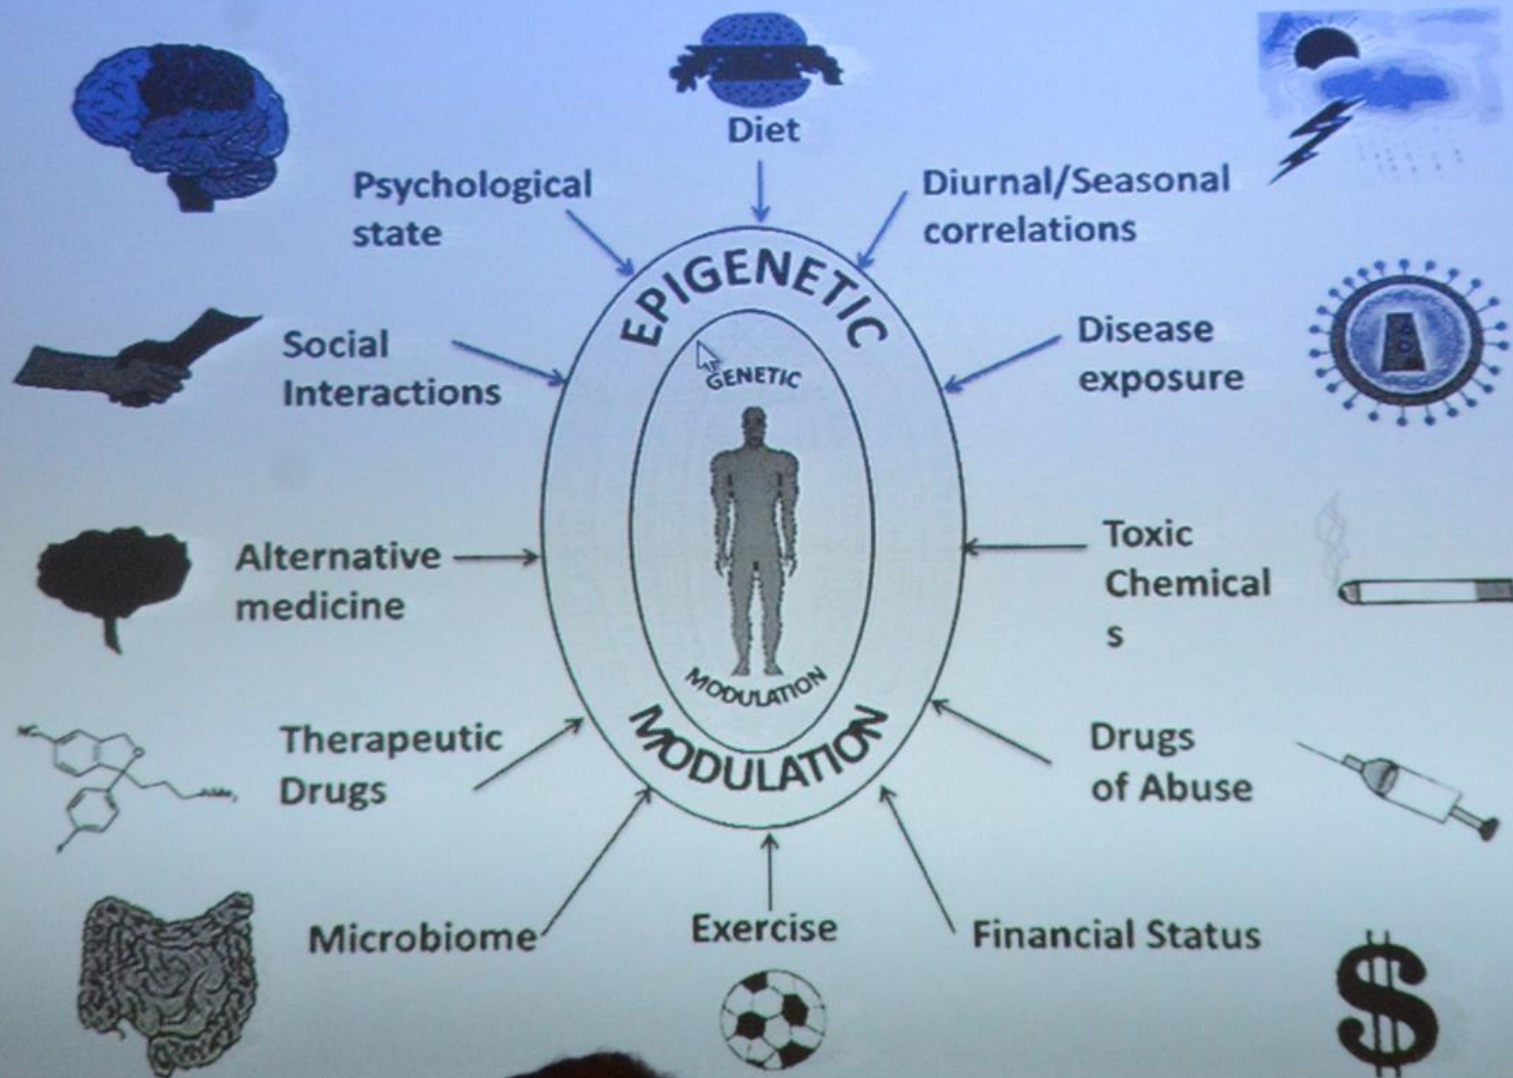 Diet
Psychological
state
Diurnal/Seasonal
correlations
EPIGENETIC
Social
Interactions
Disease
exposure
GENETIC
Alternative
medicine
Toxic
Chemical
s
MODULATION
MODULATION
Therapeutic
Drugs
Drugs
of Abuse
Microbiome
Exercise
Financial Status
$